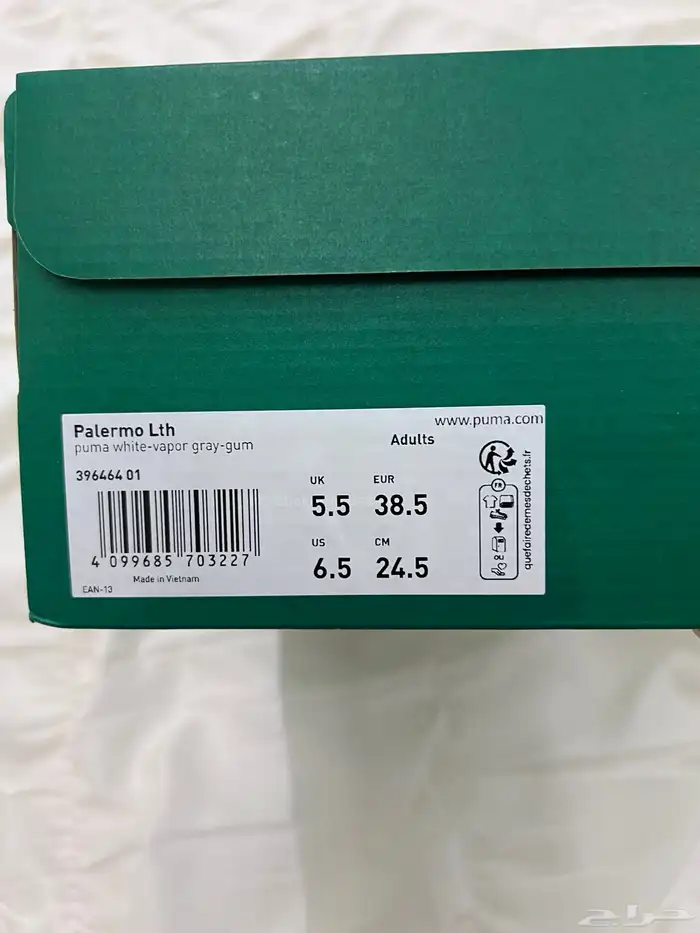 Palermo Lth
puma white-vapor gray-gum
396464 01
4 099685 703227
Made in Vietnam
EAN-13
www.puma.com
Adults
UK
5.5
EUR
38.5
US
6.5
CM
24.5
FR
OU
quefairedemesdechets.fr
حراج